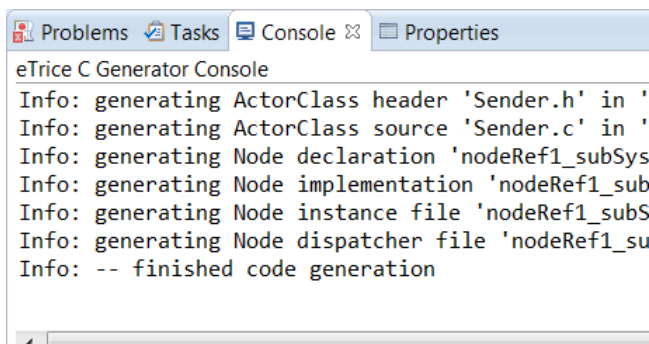 Problems Tasks Console Properties
eTrice C Generator Console
Info: generating ActorClass header 'Sender.h' in '
Info: generating ActorClass source 'Sender.c' in '
Info: generating Node declaration 'nodeRef1_subSys
Info: generating Node implementation 'nodeRef1_sub
Info: generating Node instance file 'nodeRef1_subS
Info: generating Node dispatcher file 'nodeRef1_su
Info: -- finished code generation